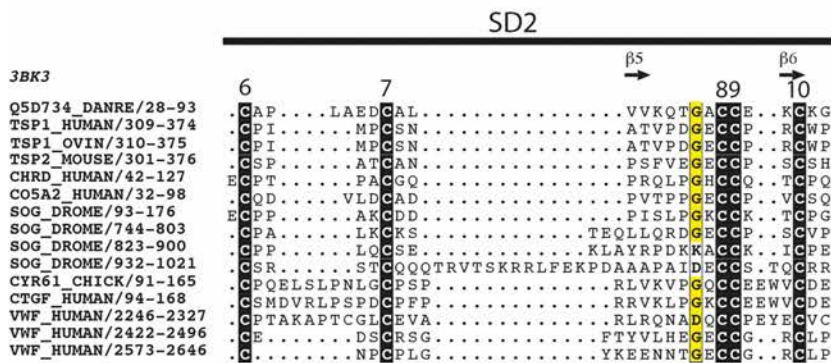 SD2
β5 β6
3BK3 6 7 89 10
Q5D734_DANRE/28-93 .CAP....LAEDCAL................VVKQTGACCE..KCKG
TSP1_HUMAN/309-374 .CPI......MPCSN................ATVPDGECCP..RCWP
TSP1_OVIN/310-375 .CPI......MPCSN................ATVPDGECCP..RCWP
TSP2_MOUSE/301-376 .CSP......ATCAN................PSFVEGECCP..SCSH
CHRD_HUMAN/42-127 ECPT......PACGQ................PRQLPGHCCQ..TCPQ
CO5A2_HUMAN/32-98 .CQD.....VLDCAD................PVTPPGECCP..VCSQ
SOG_DROME/93-176 ECPP......AKCDD................PISLPGKCCK..TCPG
SOG_DROME/744-803 .CPA......LKCKS.............TEQLLQRDGECCP..VCVG
SOG_DROME/823-900 .CPP......LQCSE.............KLAYRPDKKACCK..ICPE
SOG_DROME/932-1021 .CSR......STCQQQTRVTSKRRLFEKPDAAAPAIDECCS.TQCRR
CYR61_CHICK/91-165 .CPQELSLPNLGCPSP..............RLVKVPGQCCEEWVCDE
CTGF_HUMAN/94-168 .CSMDVRLPSPDCPFP..............RRVKLPGKCCEEWVCDE
VWF_HUMAN/2246-2327 .CPTAKAPTCGLCEVA.............RLRQNADQCCPEYECVC
VWF_HUMAN/2422-2496 .CE.......DSCRSG............FTYVLHEGECCG..RCLP
VWF_HUMAN/2573-2646 .C........NPCPLG............YKEENNTGECCG..RCLP